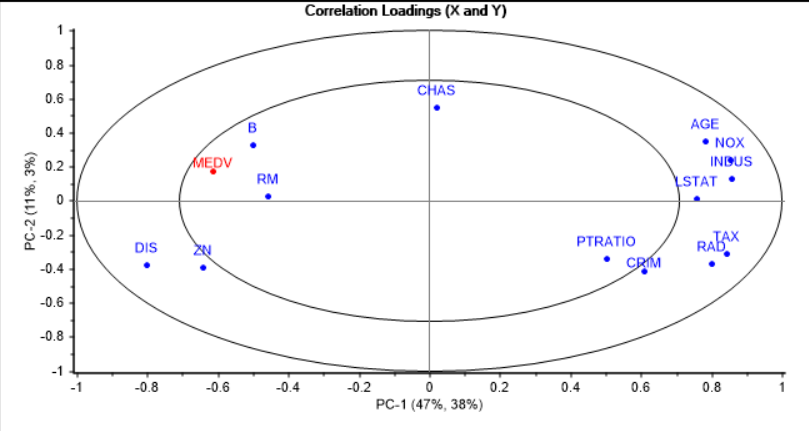 Correlation Loadings (X and Y)
1
0.8
0.6
0.4
0.2
0
-0.2
-0.4
-0.6
-0.8
-1
PC-2 (11%, 3%)
CHAS
B
AGE
NOX
MEDV
INDUS
RM
LSTAT
DIS
ZN
PTRATIO
TAX
RAD
CRIM
-1
-0.8
-0.6
-0.4
-0.2
0
0.2
0.4
0.6
0.8
1
PC-1 (47%, 38%)